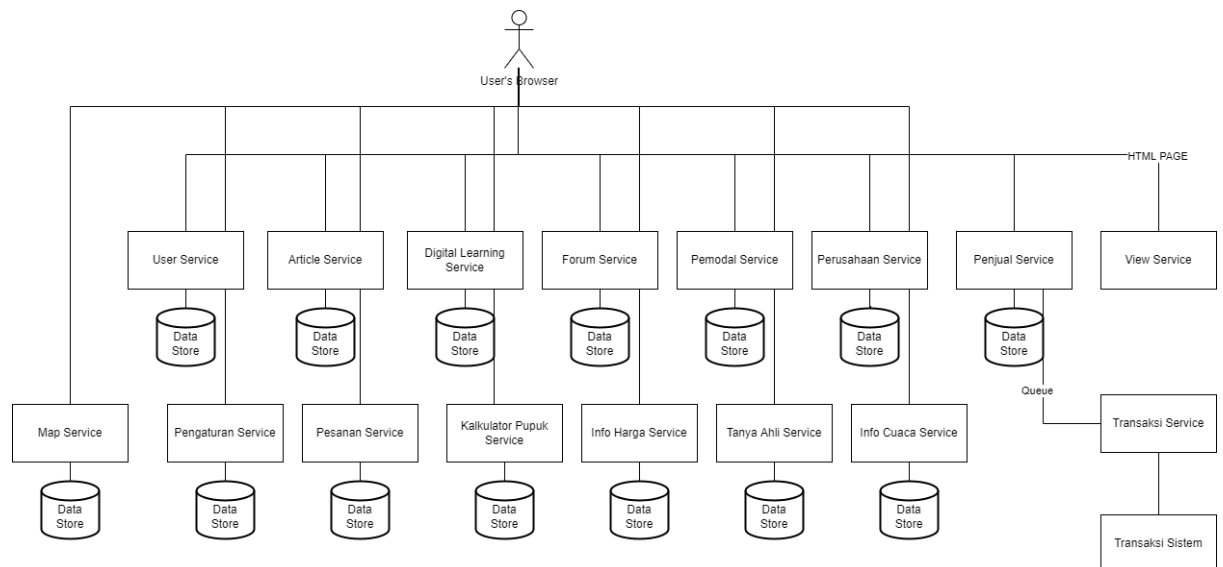 User's Browser
HTML PAGE
User Service
Article Service
Digital Learning
Service
Forum Service
Pemodal Service
Perusahaan Service
Penjual Service
View Service
Data
Store
Data
Store
Data
Store
Data
Store
Data
Store
Data
Store
Data
Store
Queue
Map Service
Pengaturan Service
Pesanan Service
Kalkulator Pupuk
Service
Info Harga Service
Tanya Ahli Service
Info Cuaca Service
Transaksi Service
Data
Store
Data
Store
Data
Store
Data
Store
Data
Store
Data
Store
Data
Store
Transaksi Sistem